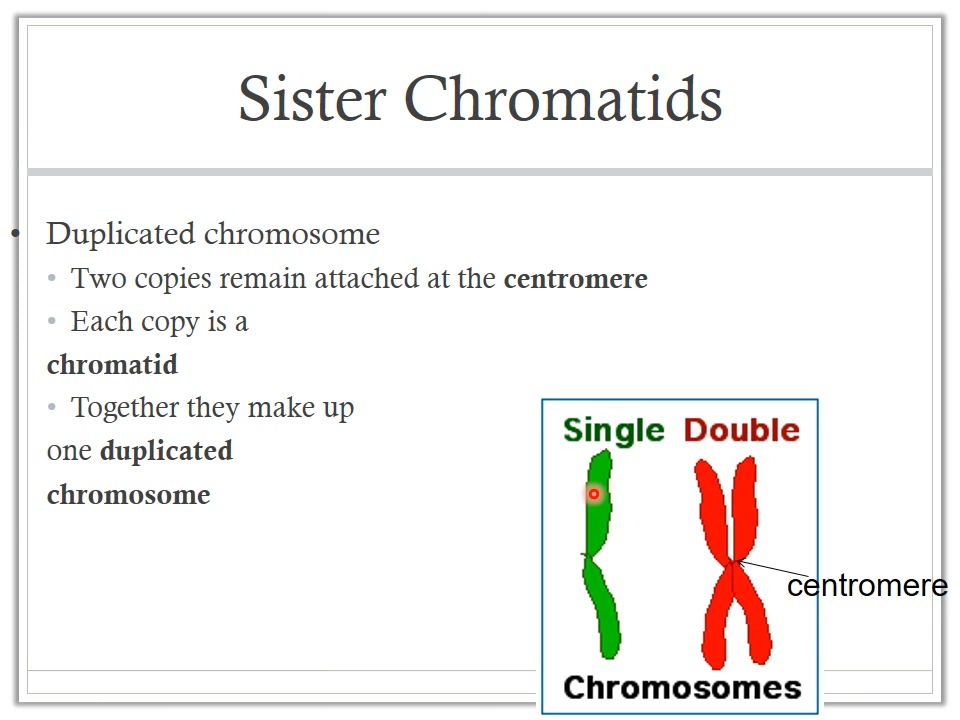 Sister Chromatids
• Duplicated chromosome
• Two copies remain attached at the centromere
• Each copy is a
chromatid
• Together they make up
one duplicated
chromosome
Single Double
centromere
Chromosomes